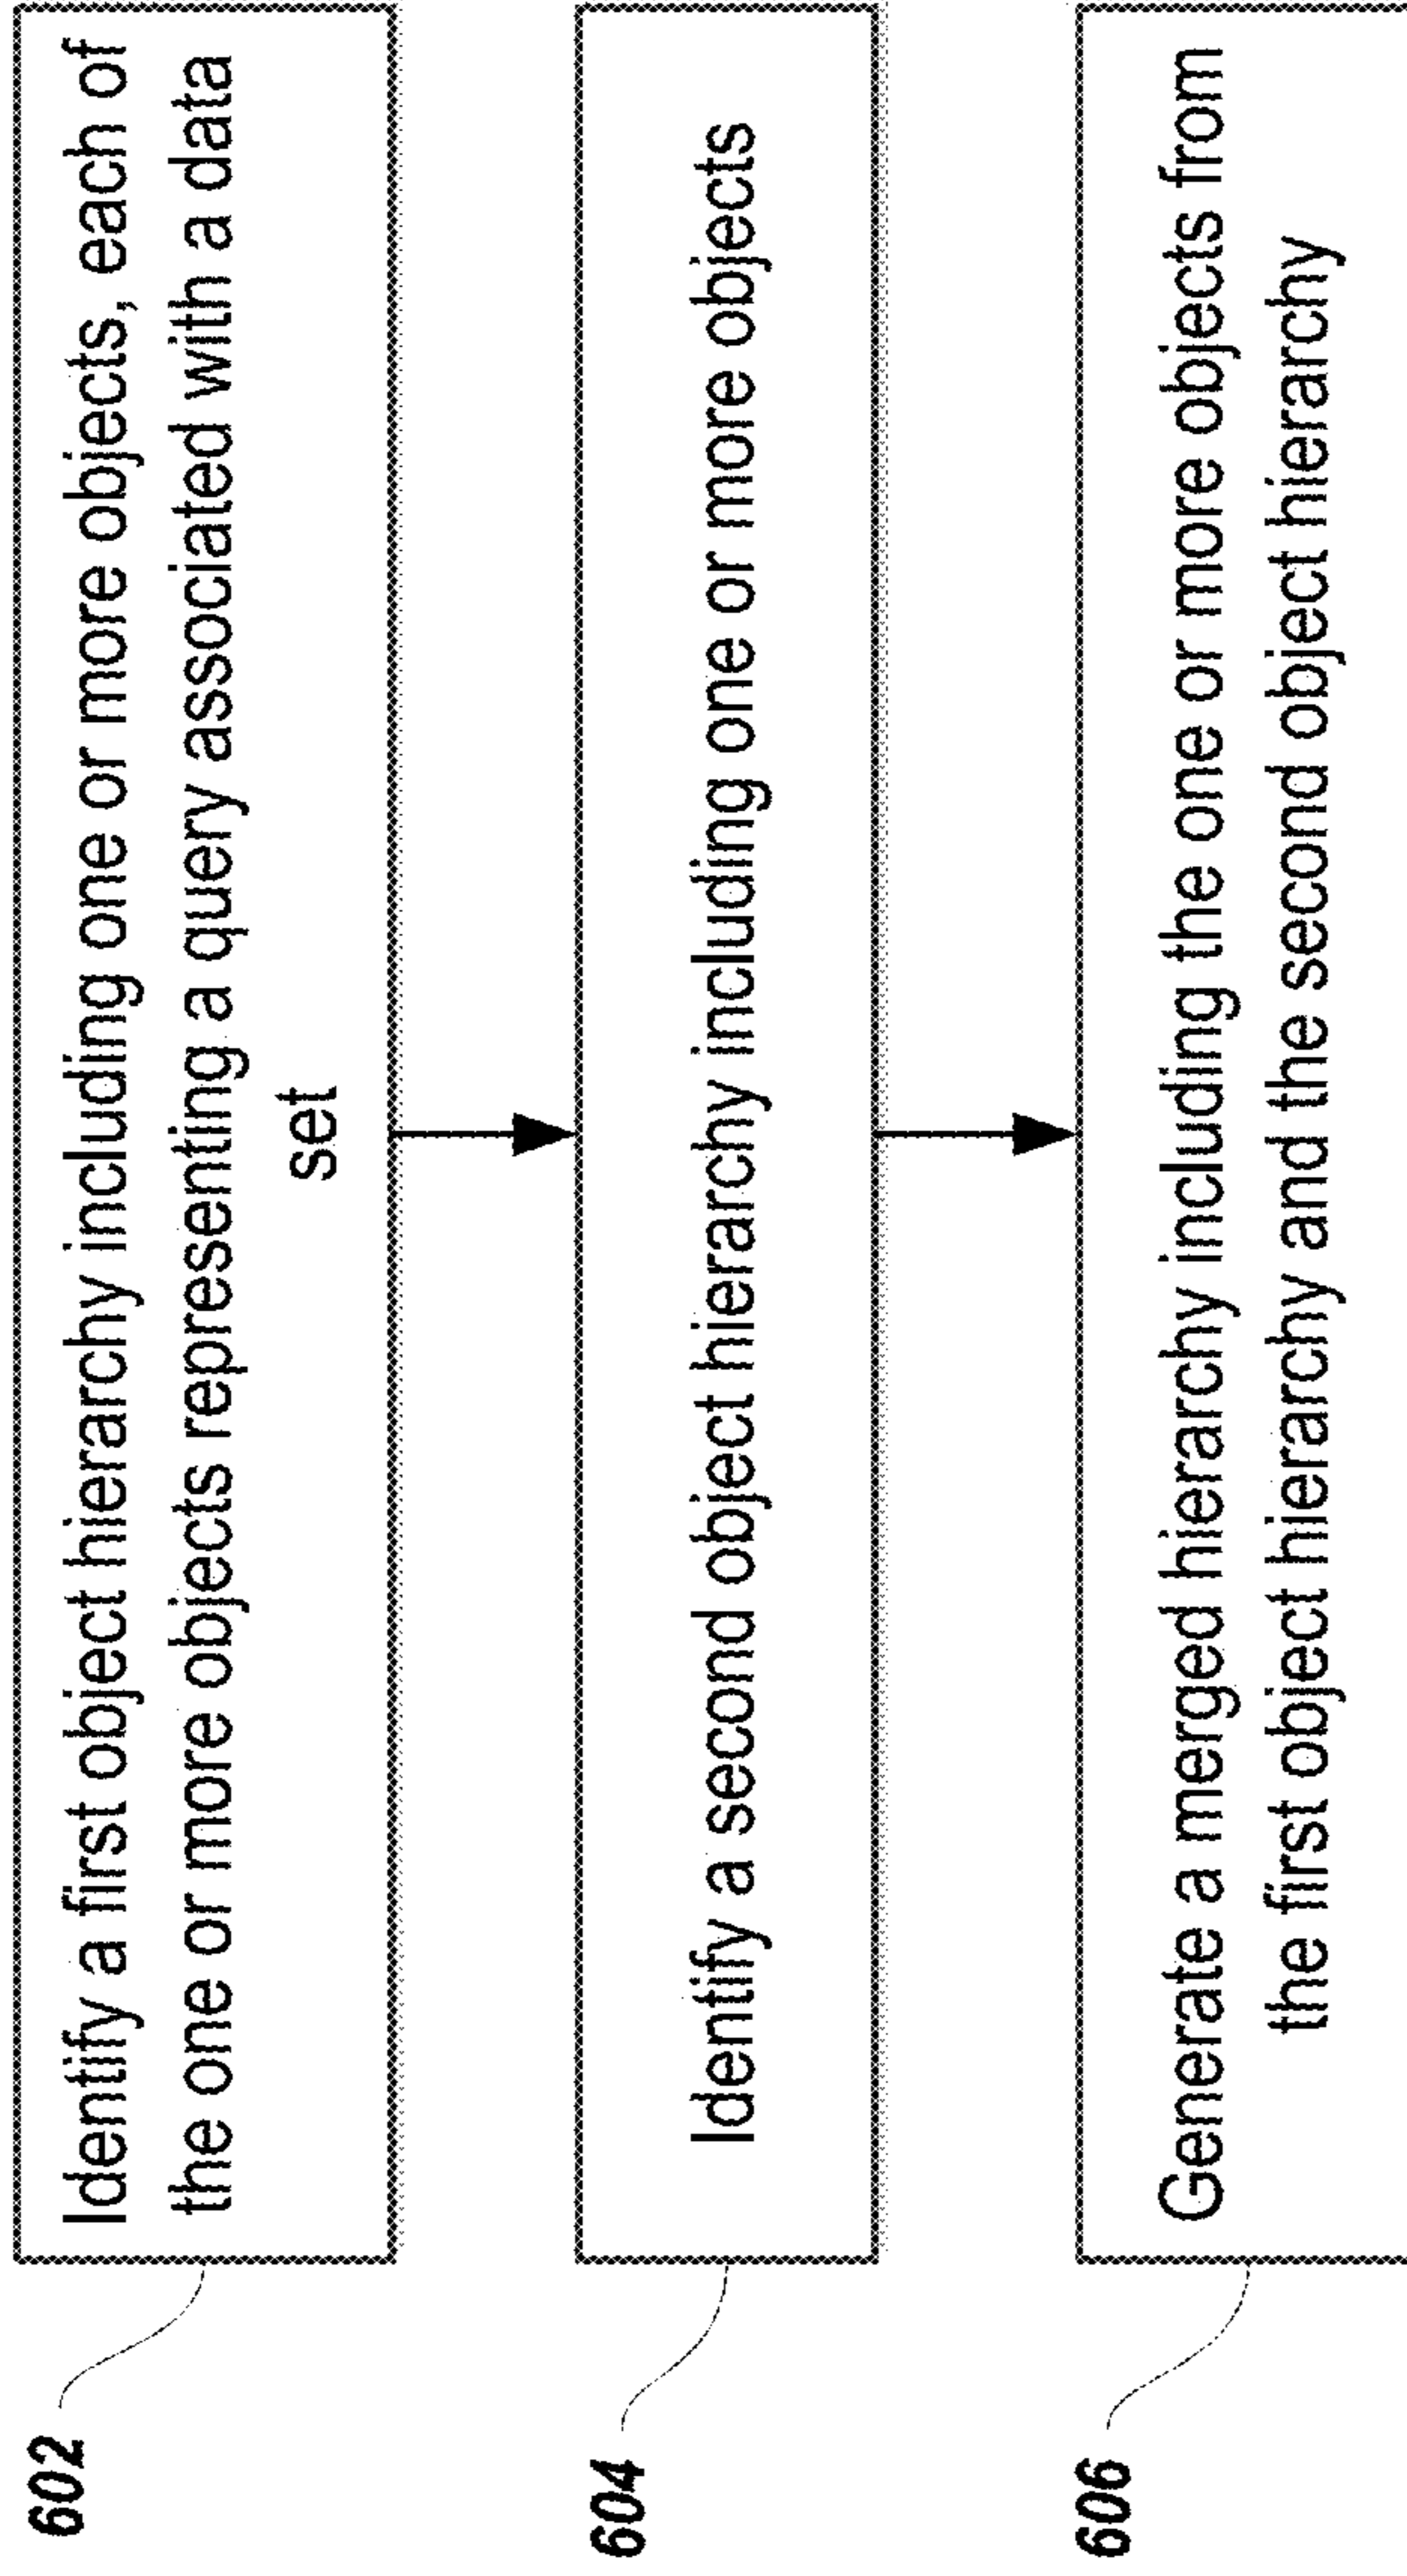 602
Identify a first object hierarchy including one or more objects, each of
the one or more objects representing a query associated with a data
set
604
Identify a second object hierarchy including one or more objects
606
Generate a merged hierarchy including the one or more objects from
the first object hierarchy and the second object hierarchy